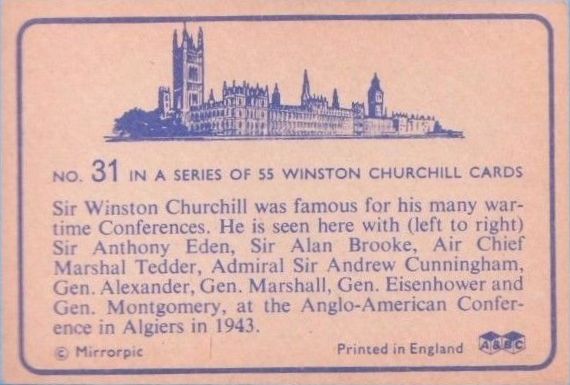 NO. 31 IN A SERIES OF 55 WINSTON CHURCHILL CARDS
Sir Winston Churchill was famous for his many war-
time Conferences. He is seen here with (left to right)
Sir Anthony Eden, Sir Alan Brooke, Air Chief
Marshal Tedder, Admiral Sir Andrew Cunningham,
Gen. Alexander, Gen. Marshall, Gen. Eisenhower and
Gen. Montgomery, at the Anglo-American Confer-
ence in Algiers in 1943.
© Mirrorpic Printed in England A&BC